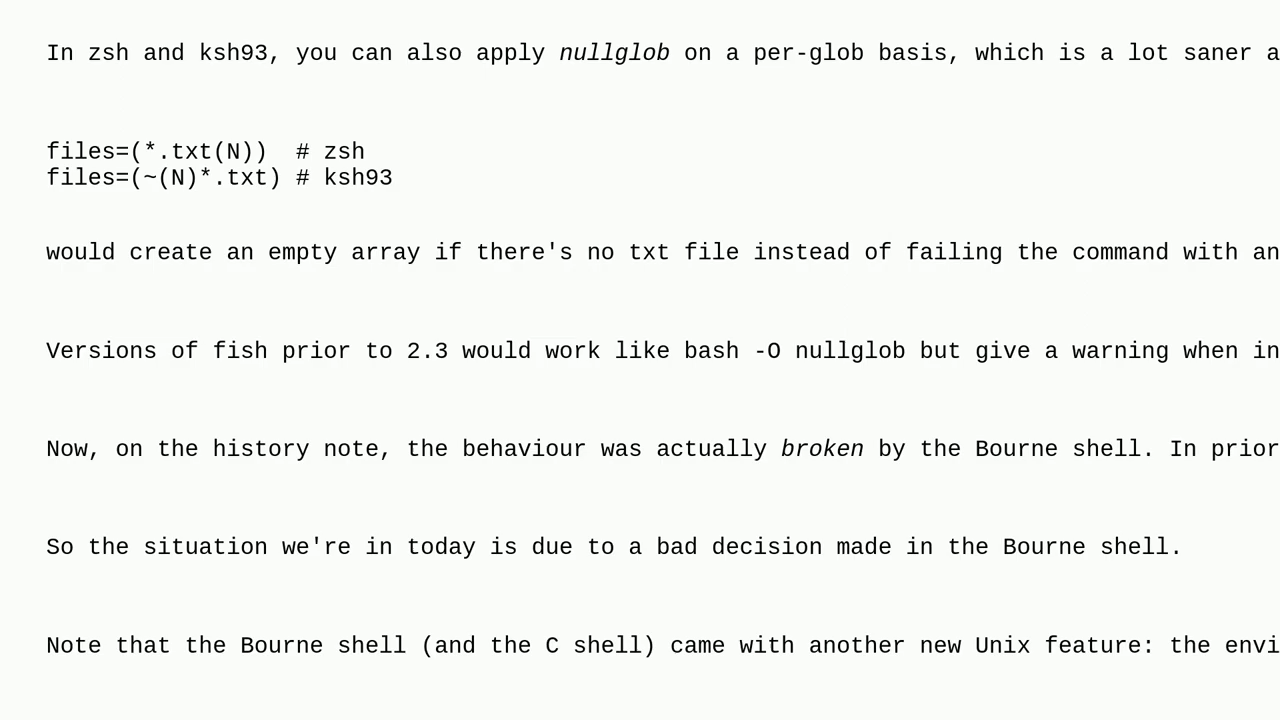 In zsh and ksh93, you can also apply nullglob on a per-glob basis, which is a lot saner a
files=(*.txt(N))  # zsh
files=(~(N)*.txt) # ksh93
would create an empty array if there's no txt file instead of failing the command with an
Versions of fish prior to 2.3 would work like bash -O nullglob but give a warning when in
Now, on the history note, the behaviour was actually broken by the Bourne shell. In prior
So the situation we're in today is due to a bad decision made in the Bourne shell.
Note that the Bourne shell (and the C shell) came with another new Unix feature: the envi